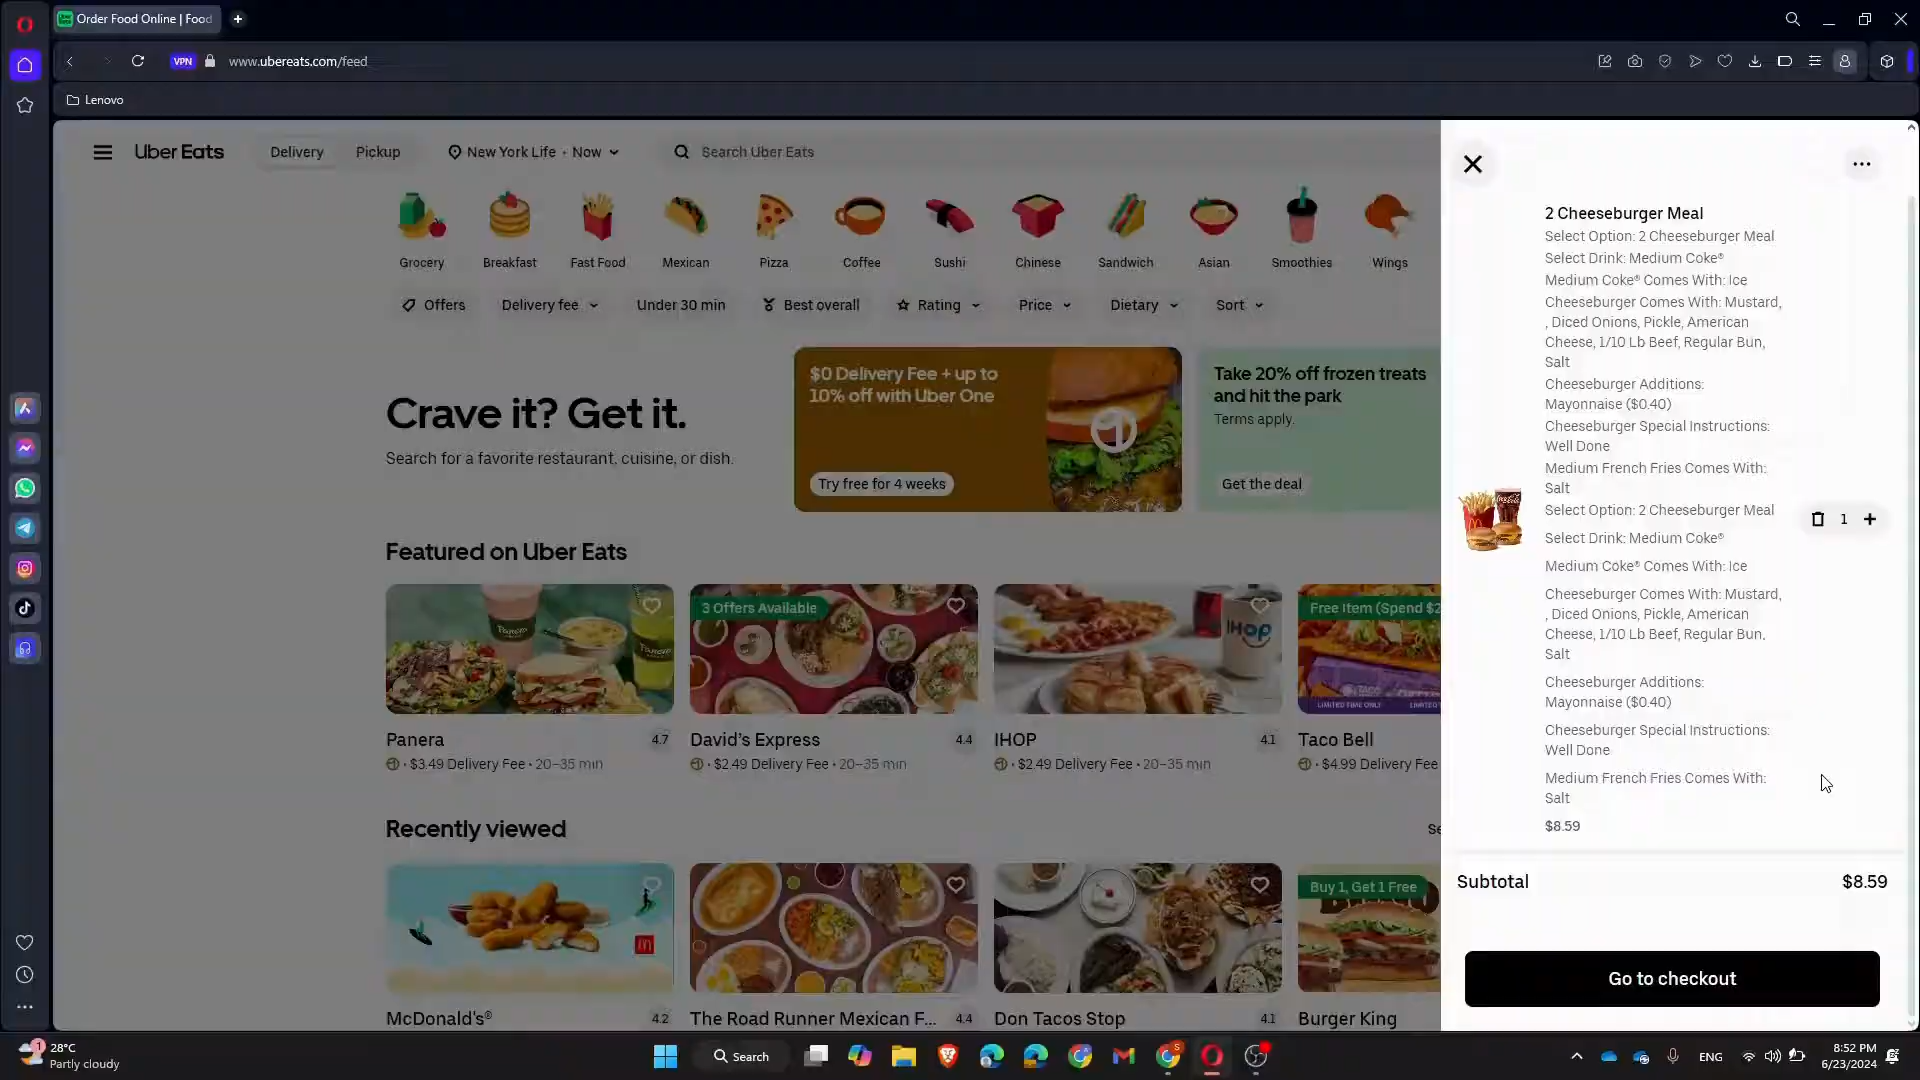 Order Food Online | Food
VPN
www.ubereats.com/feed
Lenovo
Uber Eats
Delivery
Pickup
New York Life · Now
Search Uber Eats
Grocery
Breakfast
Fast Food
Mexican
Pizza
Coffee
Sushi
Chinese
Sandwich
Asian
Smoothies
Wings
Offers
Delivery fee
Under 30 min
Best overall
Rating
Price
Dietary
Sort
Crave it? Get it.
Search for a favorite restaurant, cuisine, or dish.
$0 Delivery Fee + up to
10% off with Uber One
Try free for 4 weeks
Take 20% off frozen treats
and hit the park
Terms apply.
Get the deal
Featured on Uber Eats
3 Offers Available
Free Item (Spend $2
Panera
IHOP
LIMITED TIME ONLY
Panera
4.7
$3.49 Delivery Fee • 20–35 min
David's Express
4.4
$2.49 Delivery Fee • 20–35 min
IHOP
4.1
$2.49 Delivery Fee • 20–35 min
Taco Bell
$4.99 Delivery Fee
Recently viewed
Se
Buy 1, Get 1 Free
McDonald's®
4.2
The Road Runner Mexican F...
4.4
Don Tacos Stop
4.1
Burger King
2 Cheeseburger Meal
Select Option: 2 Cheeseburger Meal
Select Drink: Medium Coke®
Medium Coke® Comes With: Ice
Cheeseburger Comes With: Mustard,
, Diced Onions, Pickle, American
Cheese, 1/10 Lb Beef, Regular Bun,
Salt
Cheeseburger Additions:
Mayonnaise ($0.40)
Cheeseburger Special Instructions:
Well Done
Medium French Fries Comes With:
Salt
Select Option: 2 Cheeseburger Meal
1
Select Drink: Medium Coke®
Medium Coke® Comes With: Ice
Cheeseburger Comes With: Mustard,
, Diced Onions, Pickle, American
Cheese, 1/10 Lb Beef, Regular Bun,
Salt
Cheeseburger Additions:
Mayonnaise ($0.40)
Cheeseburger Special Instructions:
Well Done
Medium French Fries Comes With:
Salt
$8.59
Subtotal
$8.59
Go to checkout
1
28°C
Partly cloudy
Search
S
ENG
8:52 PM
6/23/2024